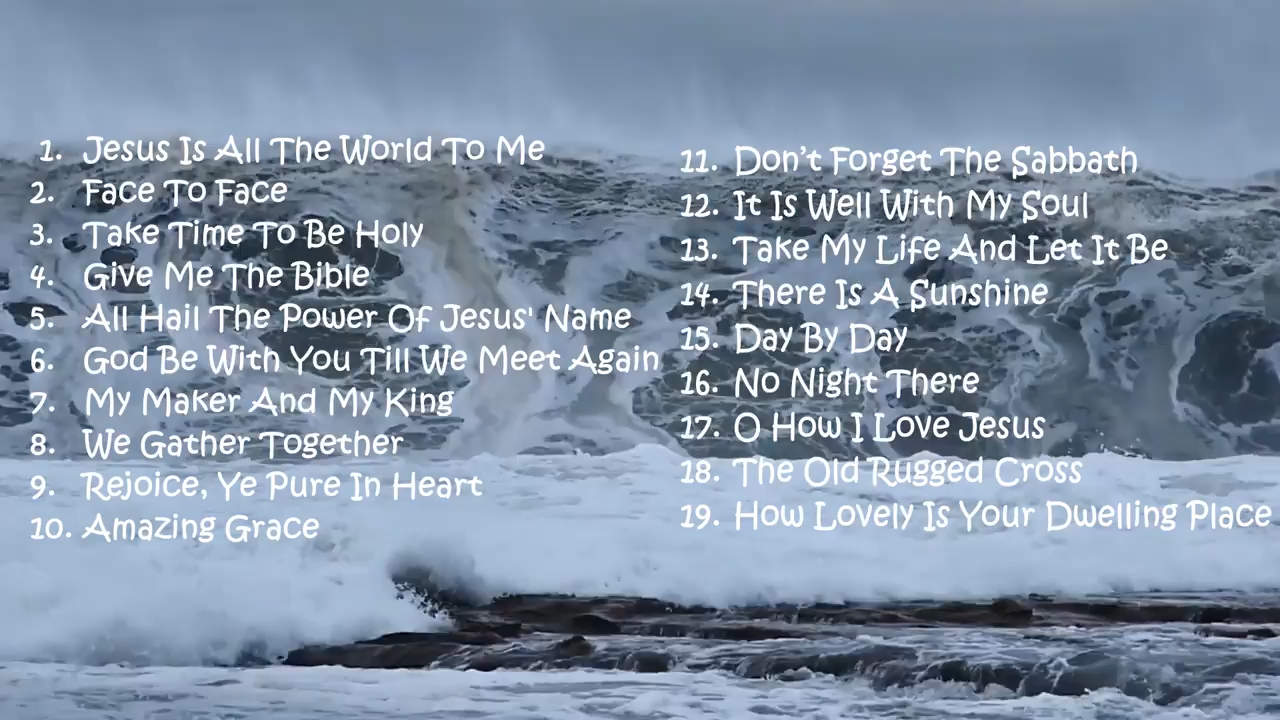 1. Jesus Is All The World To Me
2. Face To Face
3. Take Time To Be Holy
4. Give Me The Bible
5. All Hail The Power Of Jesus' Name
6. God Be With You Till We Meet Again
7. My Maker And My King
8. We Gather Together
9. Rejoice, Ye Pure In Heart
10. Amazing Grace
11. Don’t Forget The Sabbath
12. It Is Well With My Soul
13. Take My Life And Let It Be
14. There Is A Sunshine
15. Day By Day
16. No Night There
17. O How I Love Jesus
18. The Old Rugged Cross
19. How Lovely Is Your Dwelling Place